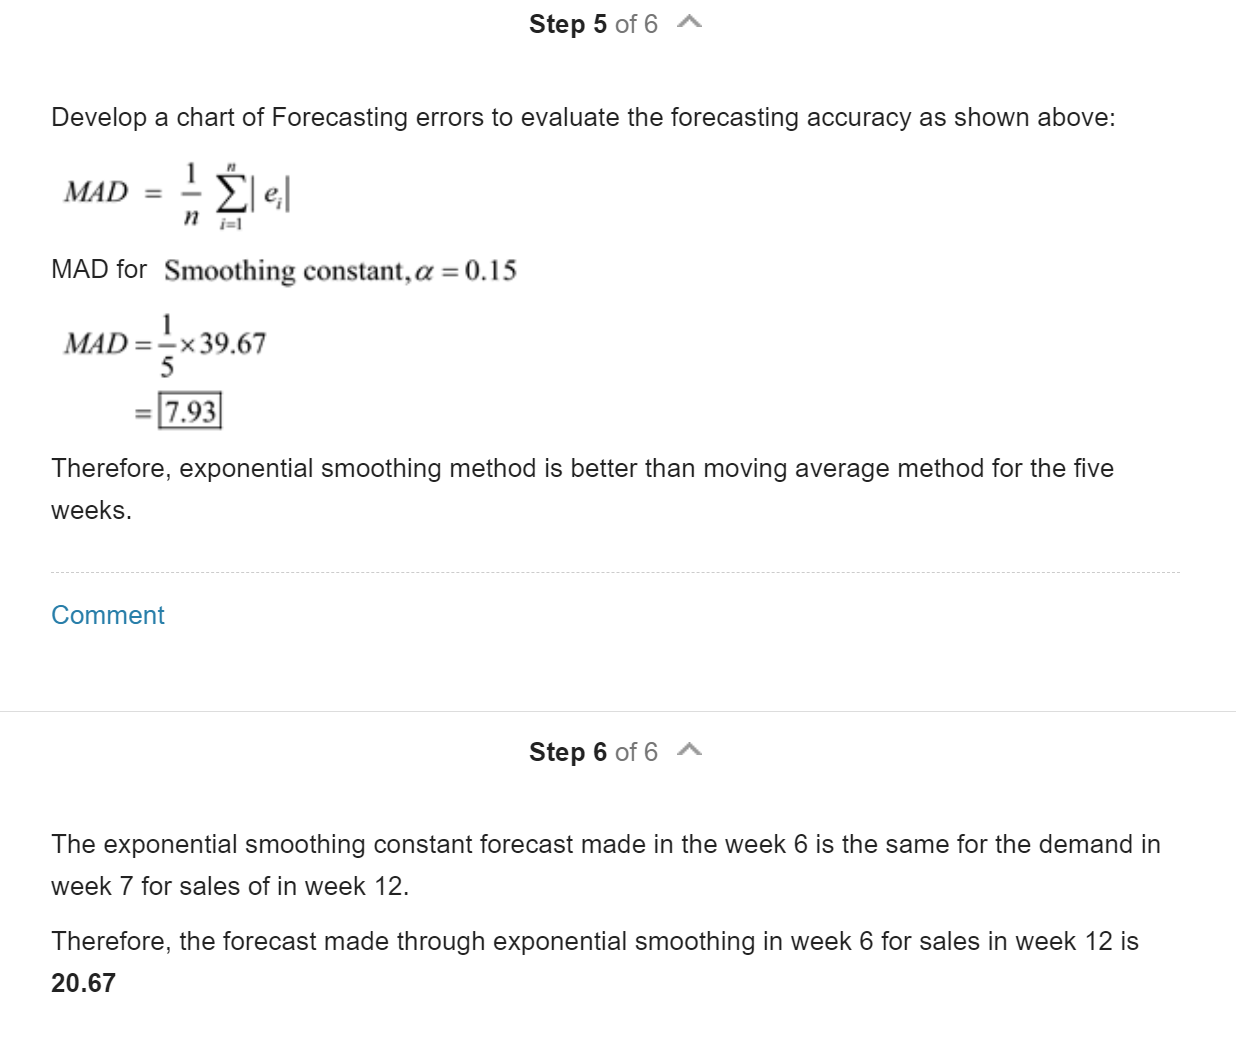 Step 5 of 6
Develop a chart of Forecasting errors to evaluate the forecasting accuracy as shown above:
MAD = \frac{1}{n} \sum_{i=1}^{n} | e_i |
MAD for Smoothing constant, α = 0.15
MAD = \frac{1}{5} × 39.67
= 7.93
Therefore, exponential smoothing method is better than moving average method for the five
weeks.
Comment
Step 6 of 6
The exponential smoothing constant forecast made in the week 6 is the same for the demand in
week 7 for sales of in week 12.
Therefore, the forecast made through exponential smoothing in week 6 for sales in week 12 is
20.67